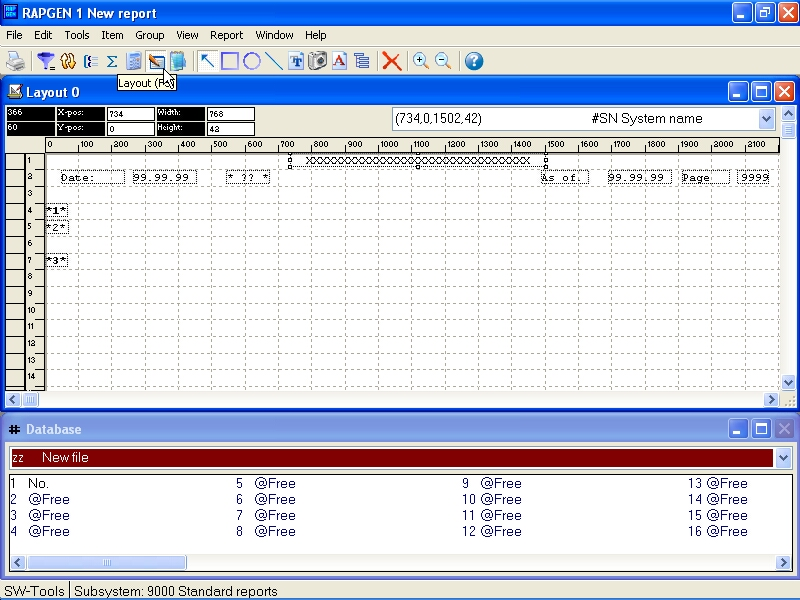 RAPGEN 1 New report
File Edit Tools Item Group View Report Window Help
Layout (F5)
Layout 0
366 X-pos: 734 Width: 768
60 Y-pos: 0 Height: 42
(734,0,1502,42) #SN System name
0 100 200 300 400 500 600 700 800 900 1000 1100 1200 1300 1400 1500 1600 1700 1800 1900 2000 2100
1 XXXXXXXXXXXXXXXXXXXXXXXXXXXXXX
2 Date: 99.99.99 * ?? * As of. 99.99.99 Page 9999
3
4 *1*
5 *2*
6
7 *3*
8
9
10
11
12
13
14
Database
zz New file
1 No. 5 @Free 9 @Free 13 @Free
2 @Free 6 @Free 10 @Free 14 @Free
3 @Free 7 @Free 11 @Free 15 @Free
4 @Free 8 @Free 12 @Free 16 @Free
SW-Tools Subsystem: 9000 Standard reports